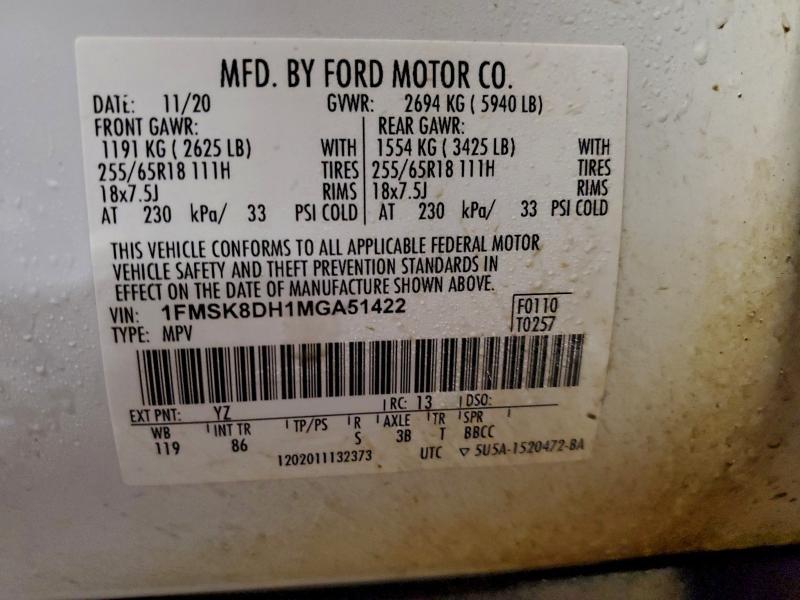 MFD. BY FORD MOTOR CO.
DATE: 11/20 GVWR: 2694 KG ( 5940 LB)
FRONT GAWR: REAR GAWR:
1191 KG ( 2625 LB) WITH 1554 KG ( 3425 LB) WITH
255/65R18 111H TIRES 255/65R18 111H TIRES
18x7.5J RIMS 18x7.5J RIMS
AT 230 kPa/ 33 PSI COLD AT 230 kPa/ 33 PSI COLD
THIS VEHICLE CONFORMS TO ALL APPLICABLE FEDERAL MOTOR
VEHICLE SAFETY AND THEFT PREVENTION STANDARDS IN
EFFECT ON THE DATE OF MANUFACTURE SHOWN ABOVE.
VIN: 1FMSK8DH1MGA51422 F0110
TYPE: MPV T0257
EXT PNT: YZ RC: 13 DSO:
WB INT TR TP/PS R AXLE TR SPR
119 86 S 3B T BBCC
1202011132373 UTC ▽ 5U5A-1520472-BA